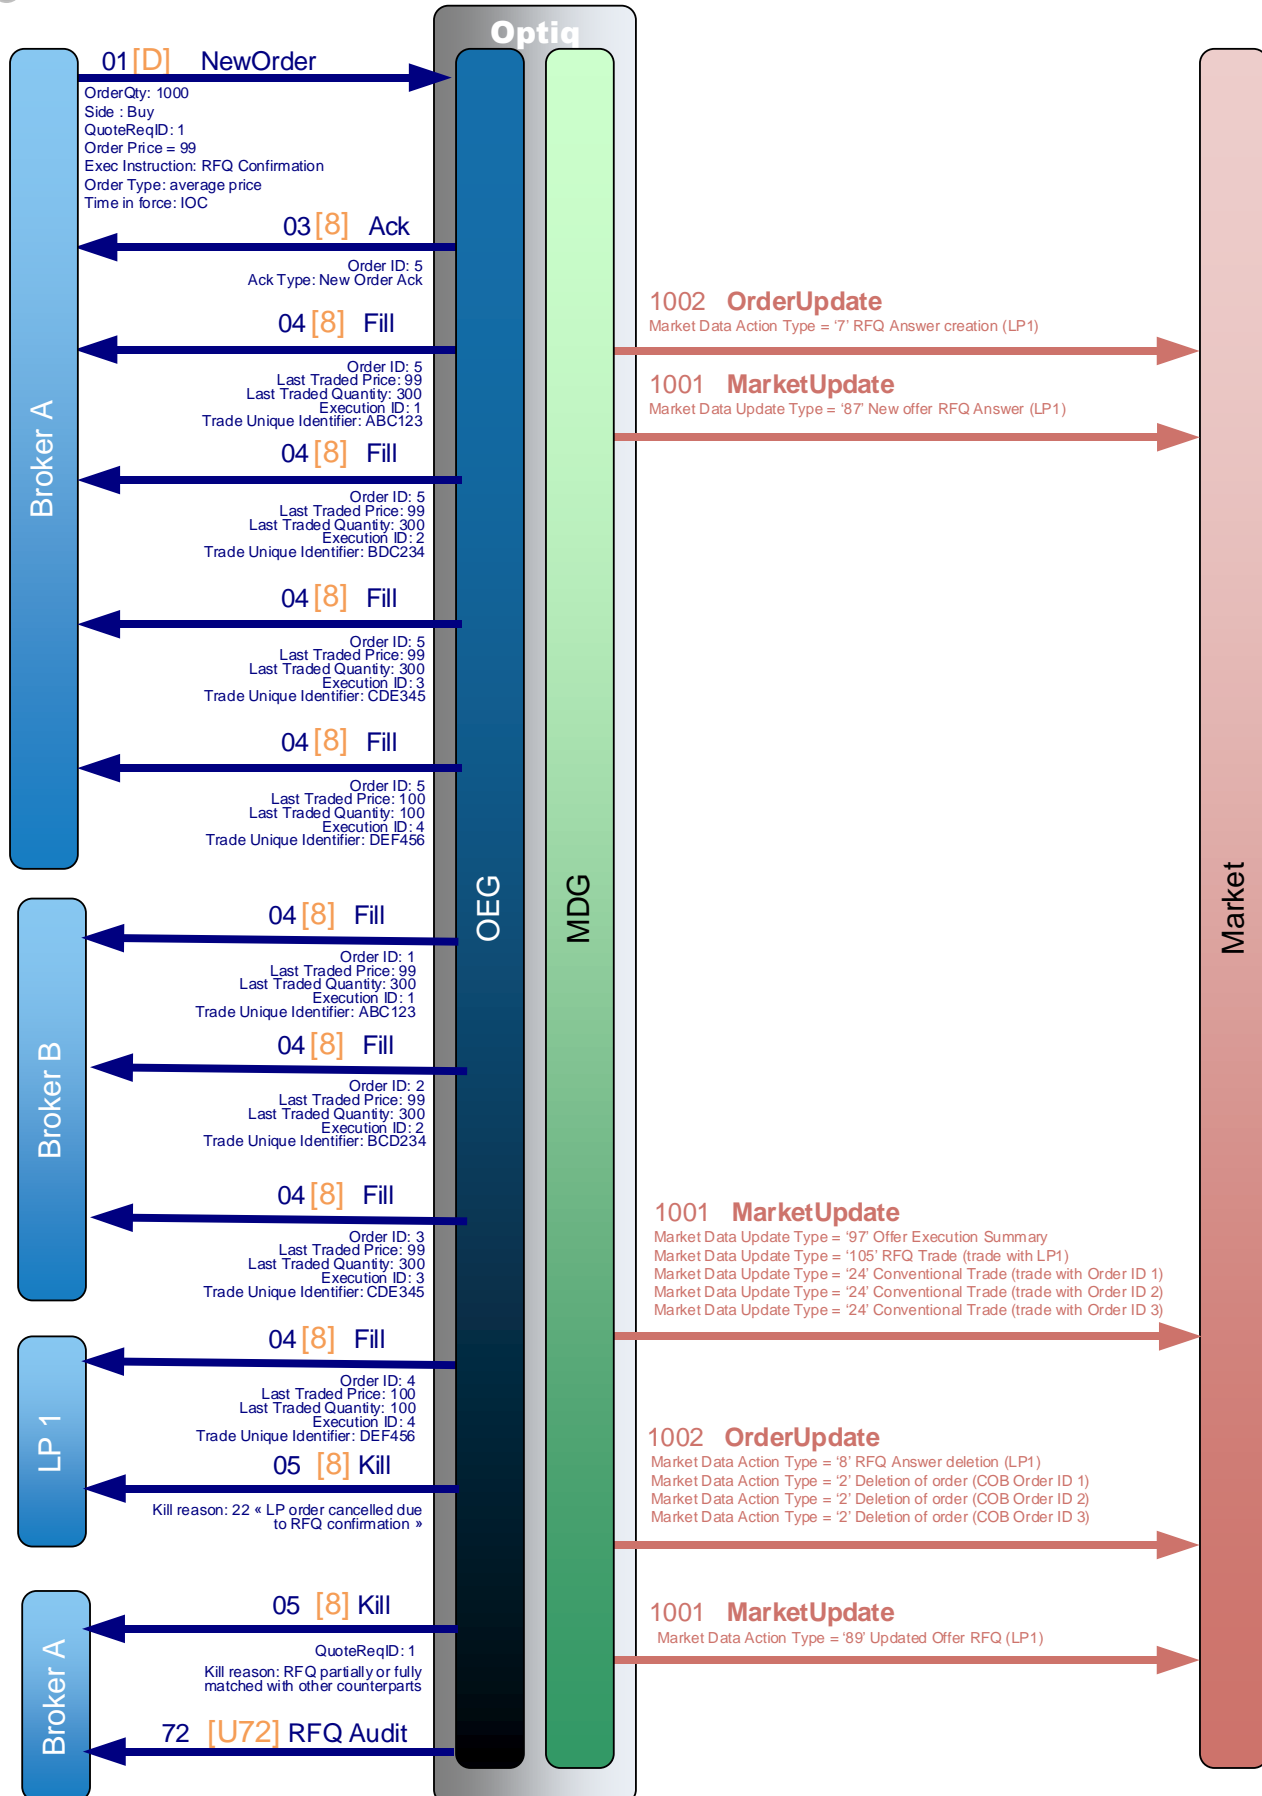 Optiq
01 [D] NewOrder
OrderQty: 1000
Side : Buy
QuoteReqID: 1
Order Price = 99
Exec Instruction: RFQ Confirmation
Order Type: average price
Time in force: IOC
03 [8] Ack
Order ID: 5
Ack Type: New Order Ack
04 [8] Fill
Order ID: 5
Last Traded Price: 99
Last Traded Quantity: 300
Execution ID: 1
Trade Unique Identifier: ABC123
04 [8] Fill
Order ID: 5
Last Traded Price: 99
Last Traded Quantity: 300
Execution ID: 2
Trade Unique Identifier: BDC234
04 [8] Fill
Order ID: 5
Last Traded Price: 99
Last Traded Quantity: 300
Execution ID: 3
Trade Unique Identifier: CDE345
04 [8] Fill
Order ID: 5
Last Traded Price: 100
Last Traded Quantity: 100
Execution ID: 4
Trade Unique Identifier: DEF456
Broker A
04 [8] Fill
Order ID: 1
Last Traded Price: 99
Last Traded Quantity: 300
Execution ID: 1
Trade Unique Identifier: ABC123
04 [8] Fill
Order ID: 2
Last Traded Price: 99
Last Traded Quantity: 300
Execution ID: 2
Trade Unique Identifier: BCD234
04 [8] Fill
Order ID: 3
Last Traded Price: 99
Last Traded Quantity: 300
Execution ID: 3
Trade Unique Identifier: CDE345
Broker B
04 [8] Fill
Order ID: 4
Last Traded Price: 100
Last Traded Quantity: 100
Execution ID: 4
Trade Unique Identifier: DEF456
05 [8] Kill
Kill reason: 22 « LP order cancelled due
to RFQ confirmation »
LP 1
05 [8] Kill
QuoteReqID: 1
Kill reason: RFQ partially or fully
matched with other counterparts
72 [U72] RFQ Audit
Broker A
OEG
MDG
1002 OrderUpdate
Market Data Action Type = ‘7’ RFQ Answer creation (LP1)
1001 MarketUpdate
Market Data Update Type = ‘87’ New offer RFQ Answer (LP1)
1001 MarketUpdate
Market Data Update Type = ‘97’ Offer Execution Summary
Market Data Update Type = ‘105’ RFQ Trade (trade with LP1)
Market Data Update Type = ‘24’ Conventional Trade (trade with Order ID 1)
Market Data Update Type = ‘24’ Conventional Trade (trade with Order ID 2)
Market Data Update Type = ‘24’ Conventional Trade (trade with Order ID 3)
1002 OrderUpdate
Market Data Action Type = ‘8’ RFQ Answer deletion (LP1)
Market Data Action Type = ‘2’ Deletion of order (COB Order ID 1)
Market Data Action Type = ‘2’ Deletion of order (COB Order ID 2)
Market Data Action Type = ‘2’ Deletion of order (COB Order ID 3)
1001 MarketUpdate
Market Data Action Type = ‘89’ Updated Offer RFQ (LP1)
Market